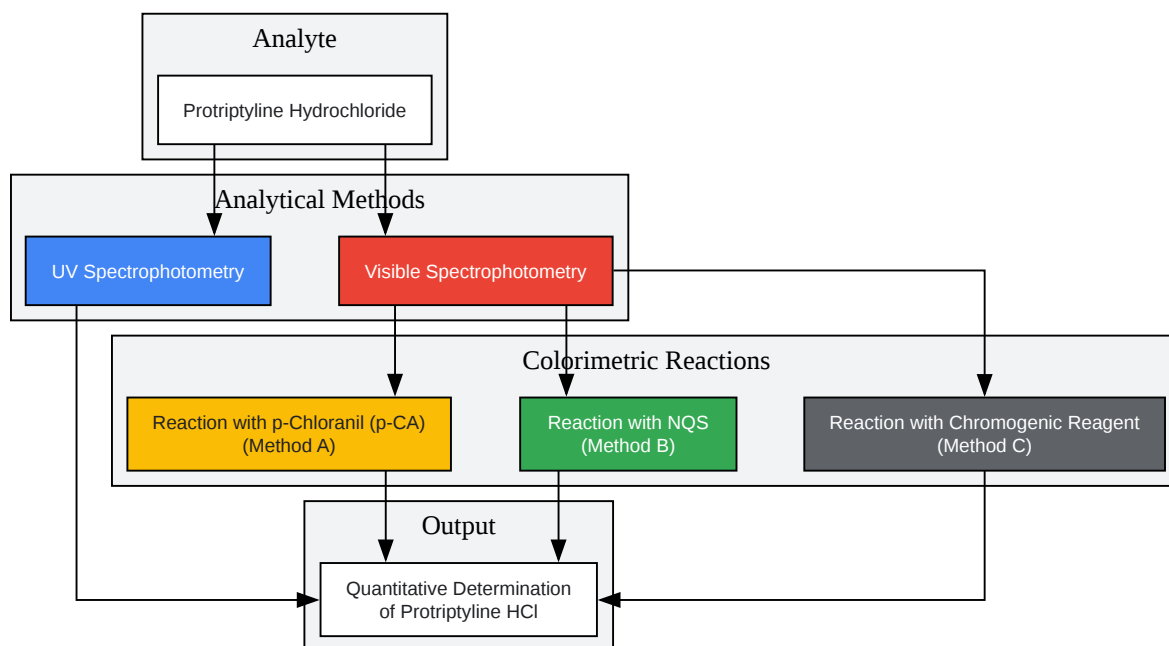 Analyte
Protriptyline Hydrochloride
Analytical Methods
UV Spectrophotometry
Visible Spectrophotometry
Colorimetric Reactions
Reaction with p-Chloranil (p-CA)
(Method A)
Reaction with NQS
(Method B)
Reaction with Chromogenic Reagent
(Method C)
Output
Quantitative Determination
of Protriptyline HCl